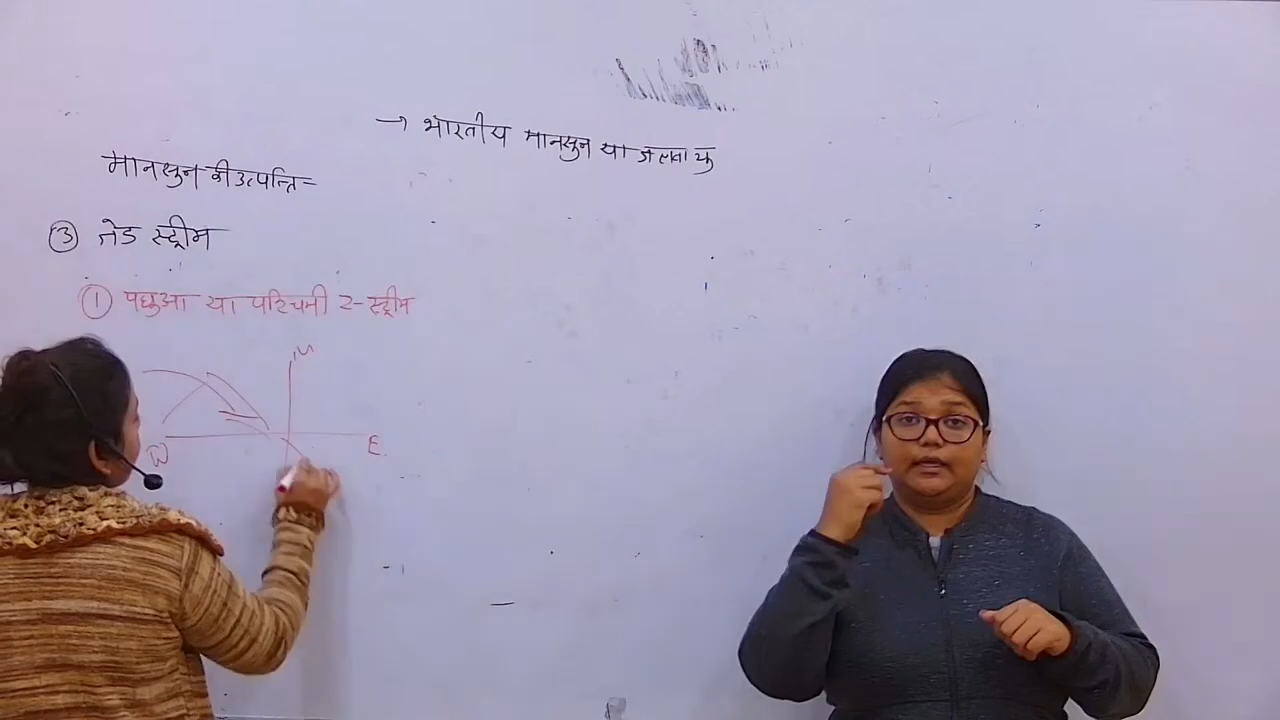 → भारतीय मानसुन या जलवायु
मानसुन की उत्पत्ति –
③ जेड स्ट्रीम
① पछुआ या पश्चिमी ट- स्ट्रीम
N
W E.